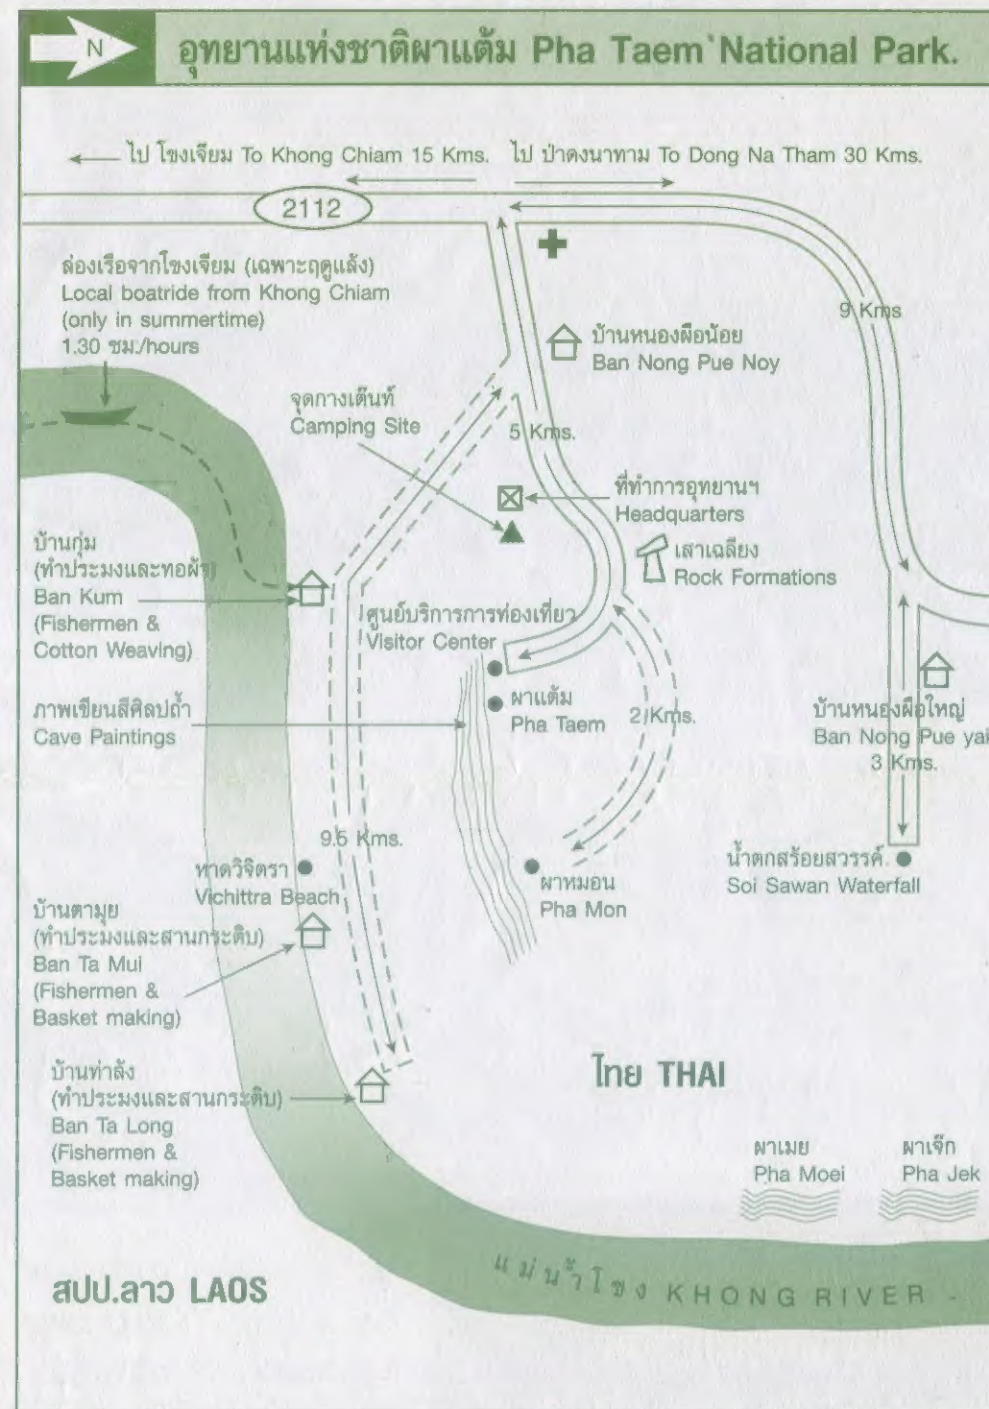 N
อุทยานแห่งชาติผาแต้ม Pha Taem National Park.
ไป โขงเจียม To Khong Chiam 15 Kms.
ไป ป่าดงนาทาม To Dong Na Tham 30 Kms.
2112
ล่องเรือจากโขงเจียม (เฉพาะฤดูแล้ง)
Local boatride from Khong Chiam
(only in summertime)
1.30 ชม./hours
9 Kms
บ้านหนองผือน้อย
Ban Nong Pue Noy
จุดกางเต๊นท์
Camping Site
5 Kms.
ที่ทำการอุทยานฯ
Headquarters
เสาเฉลียง
Rock Formations
บ้านกุ่ม
(ทำประมงและทอผ้า)
Ban Kum
(Fishermen &
Cotton Weaving)
ศูนย์บริการการท่องเที่ยว
Visitor Center
ภาพเขียนสีศิลปถ้ำ
Cave Paintings
ผาแต้ม
Pha Taem
2 Kms.
บ้านหนองผือใหญ่
Ban Nong Pue yai
3 Kms.
9.5 Kms.
หาดวิจิตรา
Vichittra Beach
ผาหมอน
Pha Mon
น้ำตกสร้อยสวรรค์
Soi Sawan Waterfall
บ้านตามุย
(ทำประมงและสานกระติบ)
Ban Ta Mui
(Fishermen &
Basket making)
บ้านท่าล้ง
(ทำประมงและสานกระติบ)
Ban Ta Long
(Fishermen &
Basket making)
ไทย THAI
ผาเมย
Pha Moei
ผาเจ๊ก
Pha Jek
แม่น้ำโขง KHONG RIVER
สปป.ลาว LAOS